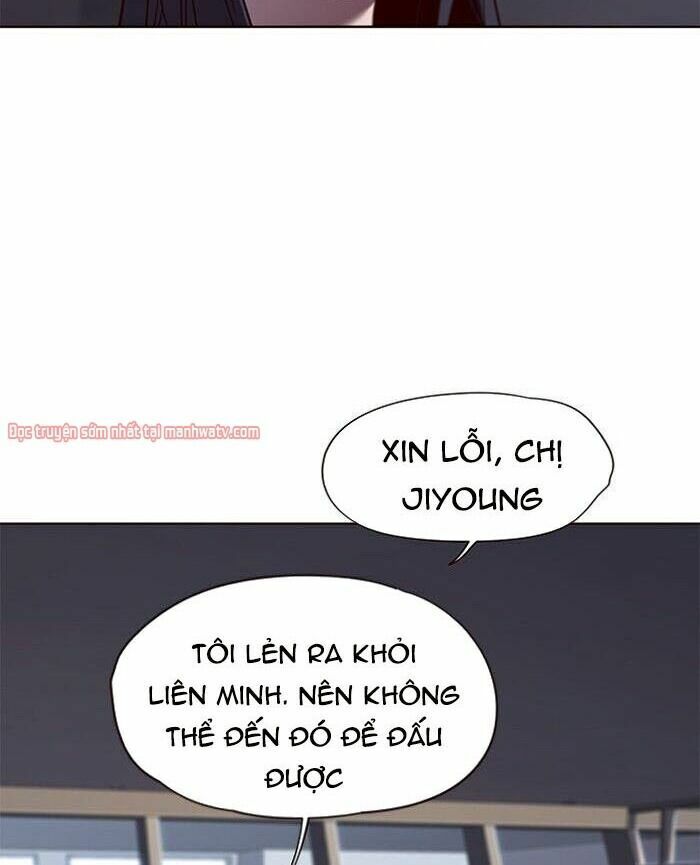 Đọc truyện sớm nhất tại manhwatv.com
XIN LỖI, CHỊ
JIYOUNG
TÔI LẺN RA KHỎI
LIÊN MINH. NÊN KHÔNG
THỂ ĐẾN ĐÓ ĐỂ ĐẤU
ĐƯỢC